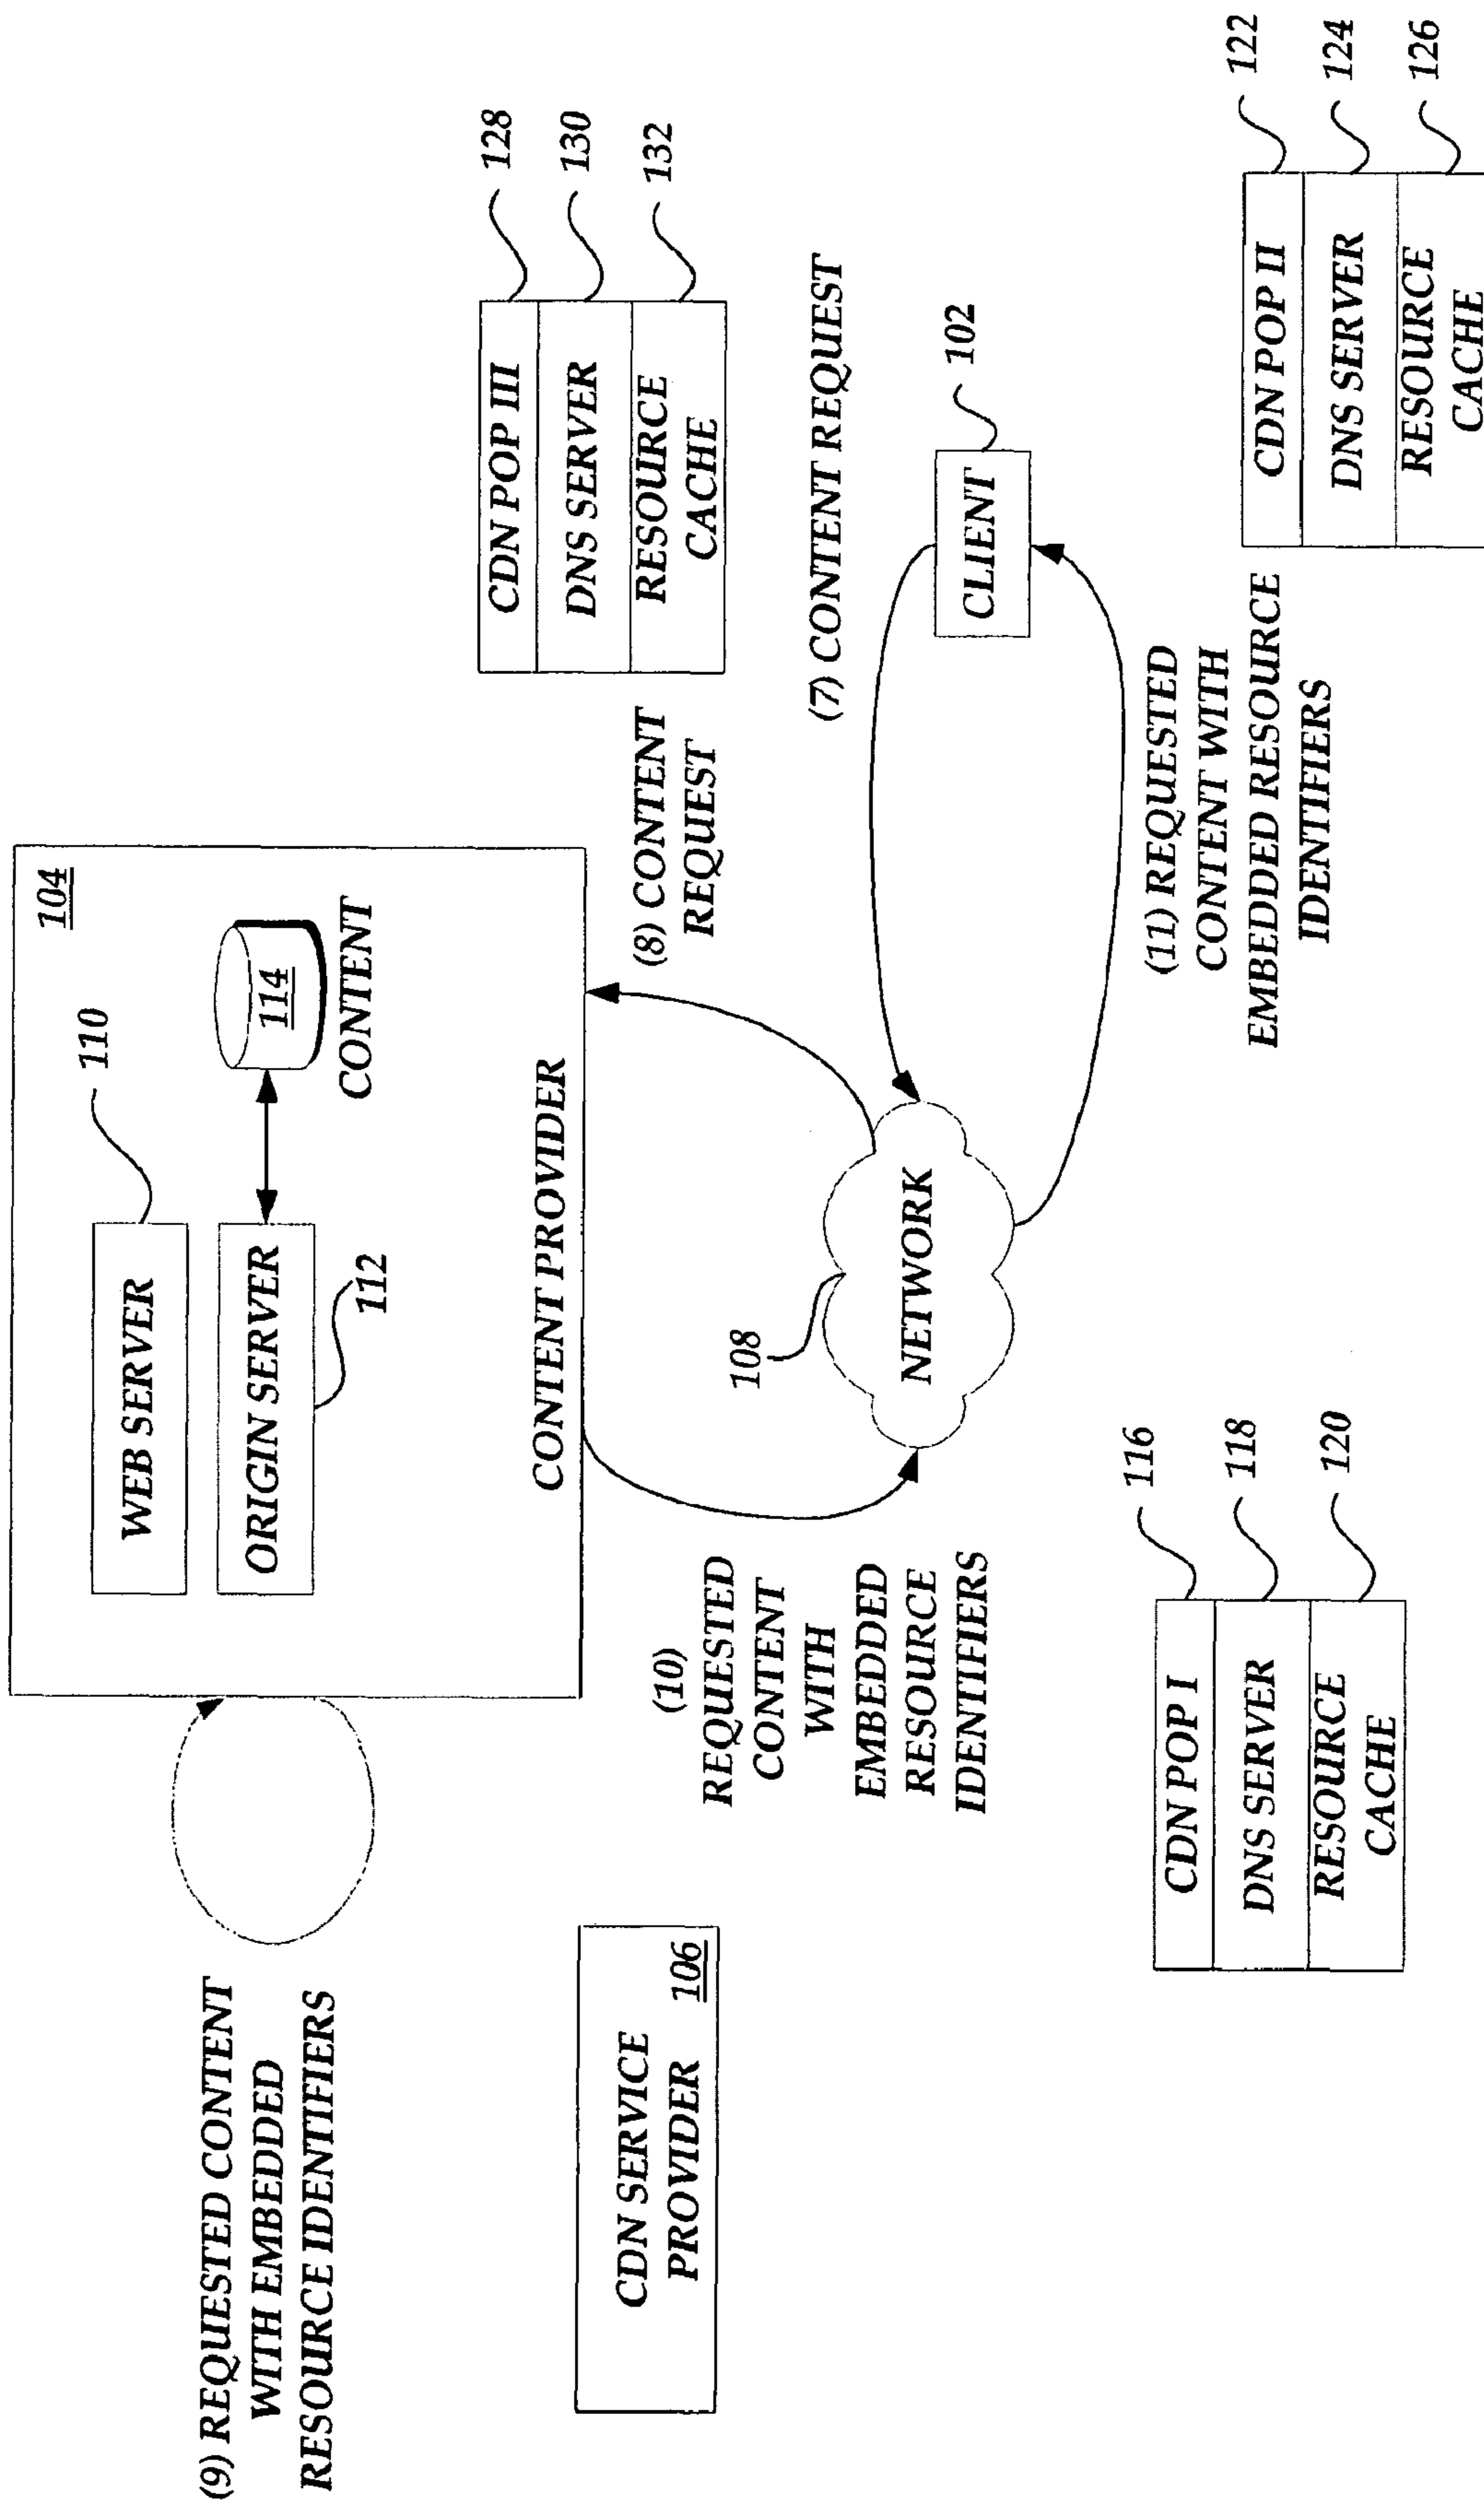 (9) REQUESTED CONTENT
WITH EMBEDDED
RESOURCE IDENTIFIERS
104
WEB SERVER
110
ORIGIN SERVER
112
114
CONTENT
CONTENT PROVIDER
CDN SERVICE
PROVIDER
106
(10)
REQUESTED
CONTENT
WITH
EMBEDDED
RESOURCE
IDENTIFIERS
(8) CONTENT
REQUEST
CDN POP III
128
DNS SERVER
130
RESOURCE
CACHE
132
108
NETWORK
(7) CONTENT REQUEST
CLIENT
102
(11) REQUESTED
CONTENT WITH
EMBEDDED RESOURCE
IDENTIFIERS
CDN POP I
116
DNS SERVER
118
RESOURCE
CACHE
120
CDN POP II
122
DNS SERVER
124
RESOURCE
CACHE
126